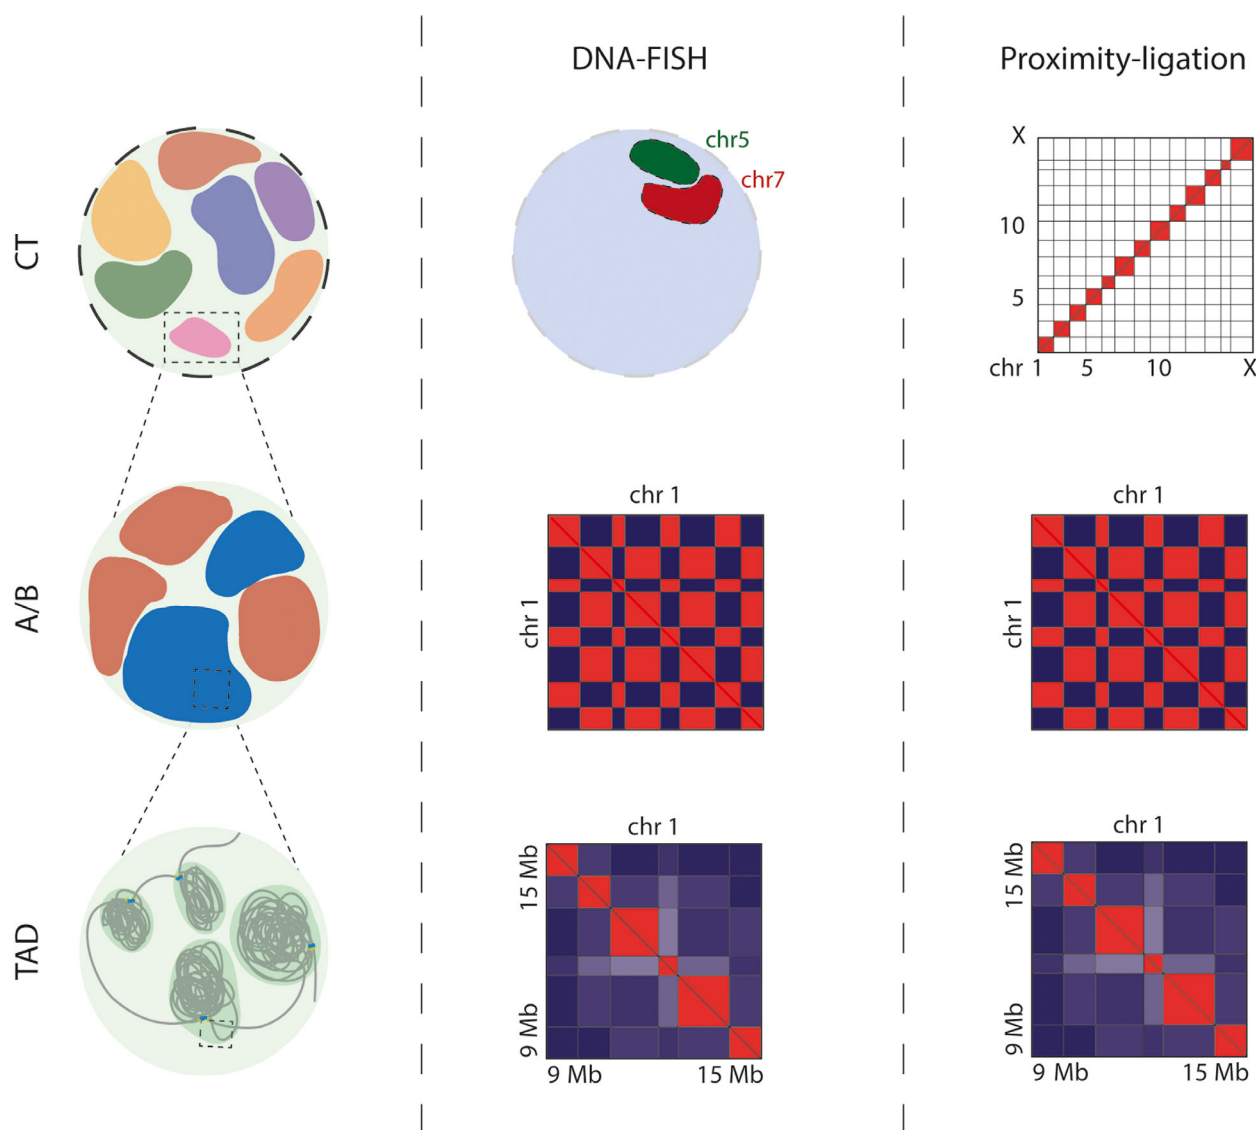 DNA-FISH
Proximity-ligation
CT
chr5
chr7
X
10
5
chr 1 5 10 X
A/B
chr 1
chr 1
chr 1
chr 1
TAD
chr 1
15 Mb
9 Mb
9 Mb 15 Mb
chr 1
15 Mb
9 Mb
9 Mb 15 Mb